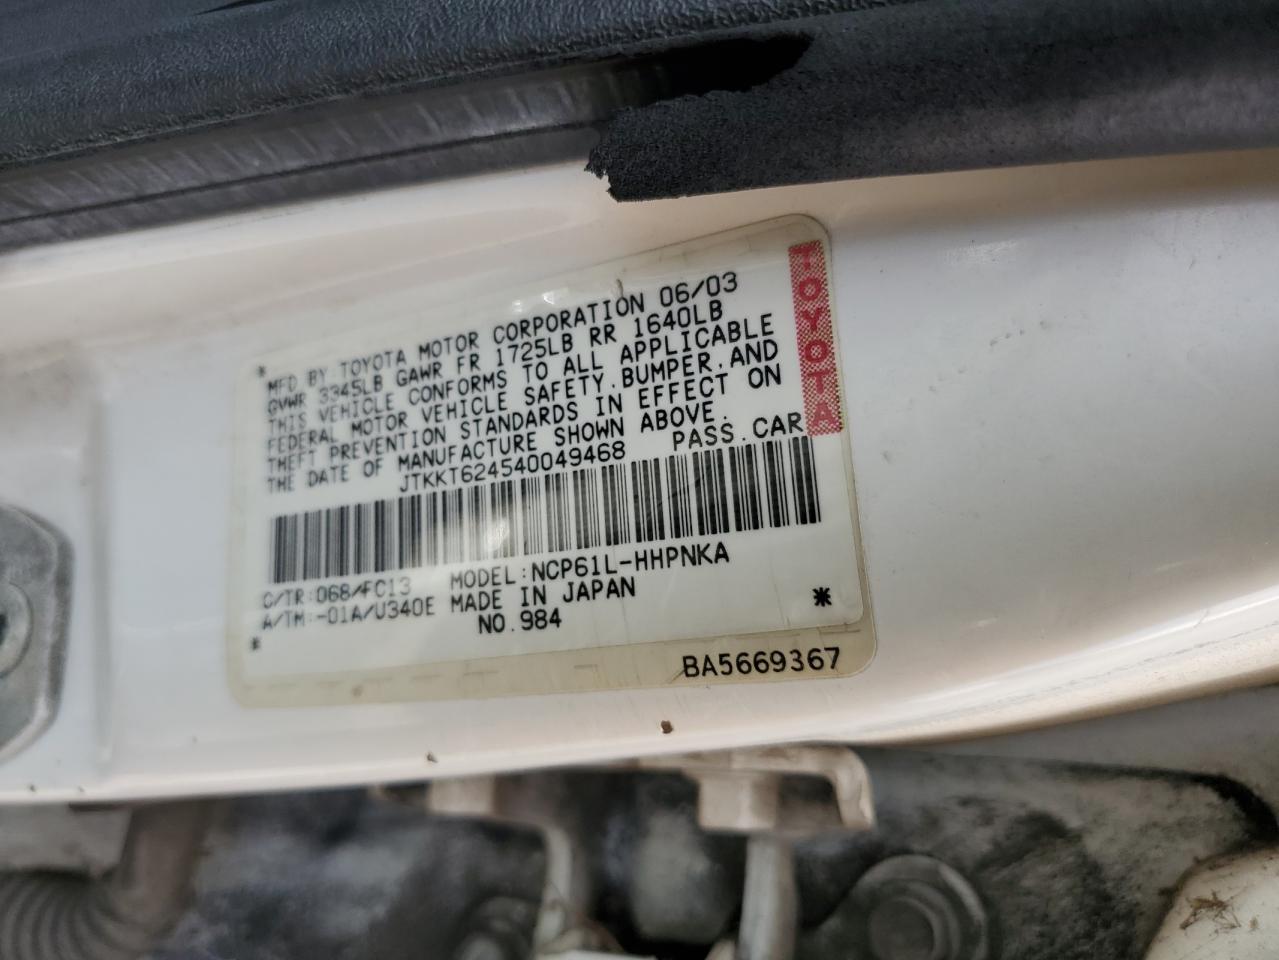 * MFD BY TOYOTA MOTOR CORPORATION 06/03
GVWR 3345LB GAWR FR 1725LB RR 1640LB
THIS VEHICLE CONFORMS TO ALL APPLICABLE
FEDERAL MOTOR VEHICLE SAFETY, BUMPER, AND
THEFT PREVENTION STANDARDS IN EFFECT ON
THE DATE OF MANUFACTURE SHOWN ABOVE.
JTKKT624540049468 PASS. CAR
TOYOTA
C/TR:068/FC13 MODEL:NCP61L-HHPNKA
A/TM:-01A/U340E MADE IN JAPAN
* NO.984 *
BA5669367